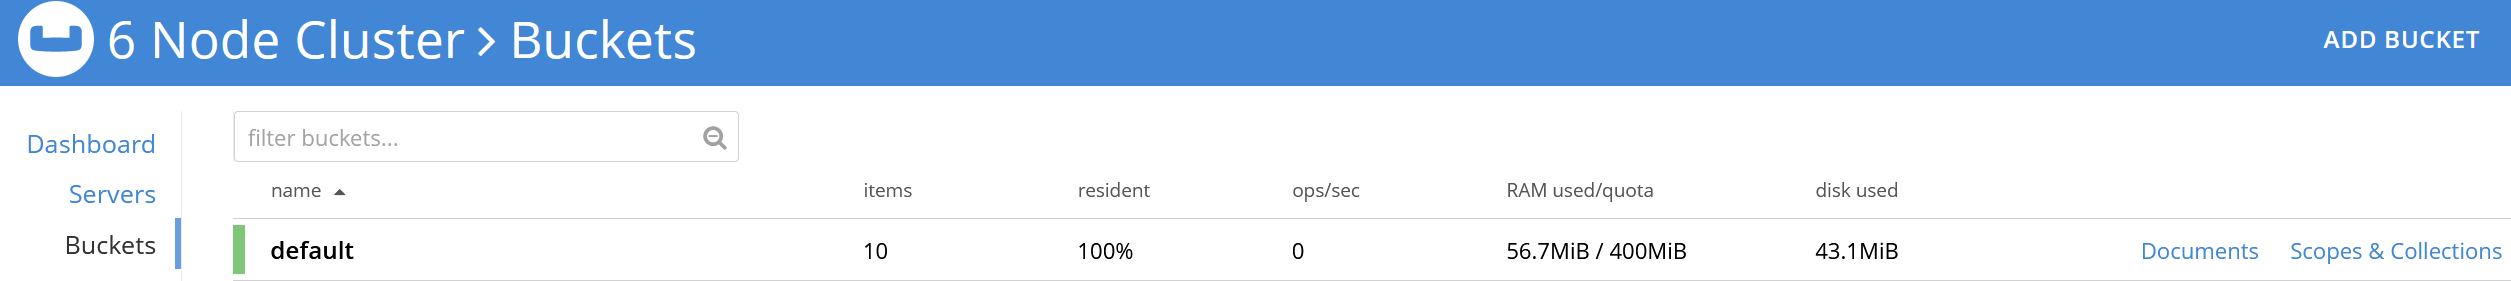 6 Node Cluster > Buckets
ADD BUCKET
Dashboard
Servers
Buckets
filter buckets...
name items resident ops/sec RAM used/quota disk used
default 10 100% 0 56.7MiB / 400MiB 43.1MiB Documents Scopes & Collections